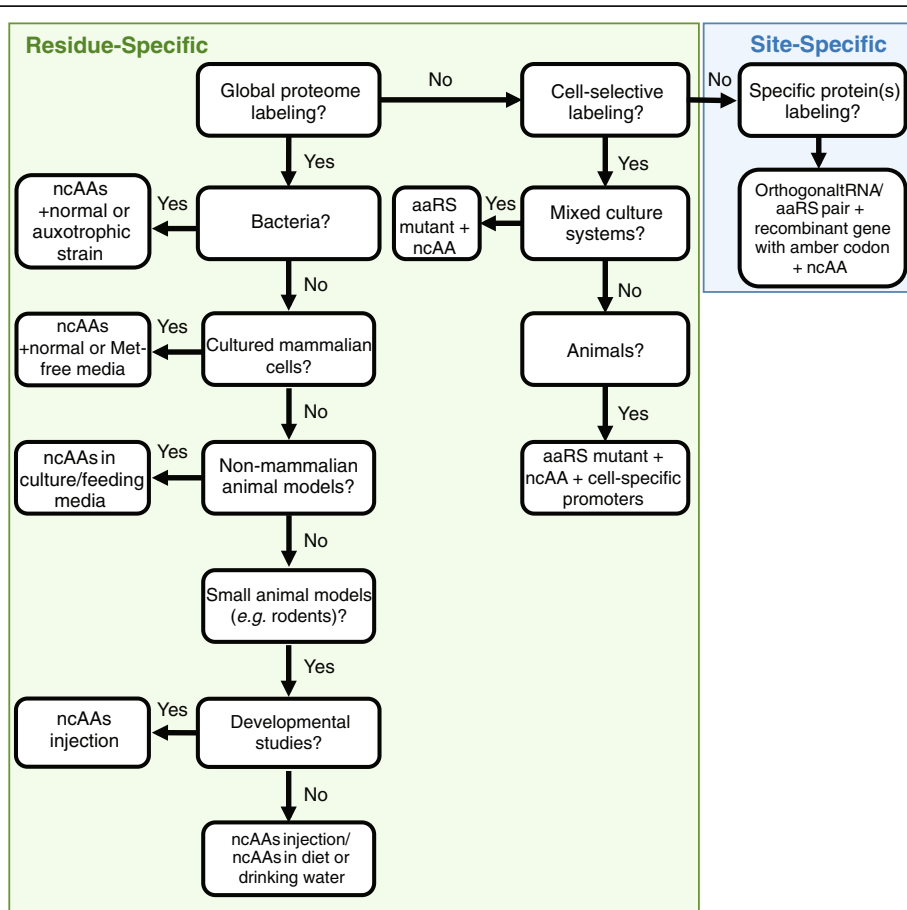 Residue-Specific
Site-Specific
Global proteome
labeling?
No
Cell-selective
labeling?
No
Specific protein(s)
labeling?
Yes
Yes
ncAAs
+normal or
auxotrophic
strain
Yes
Bacteria?
aaRS
mutant +
ncAA
Yes
Mixed culture
systems?
OrthogonaltRNA/
aaRS pair +
recombinant gene
with amber codon
+ ncAA
No
No
ncAAs
+normal or Met-
free media
Yes
Cultured mammalian
cells?
Animals?
No
Yes
ncAAs in
culture/feeding
media
Yes
Non-mammalian
animal models?
aaRS mutant +
ncAA + cell-specific
promoters
No
Small animal models
(e.g. rodents)?
Yes
ncAAs
injection
Yes
Developmental
studies?
No
ncAAs injection/
ncAAs in diet or
drinking water